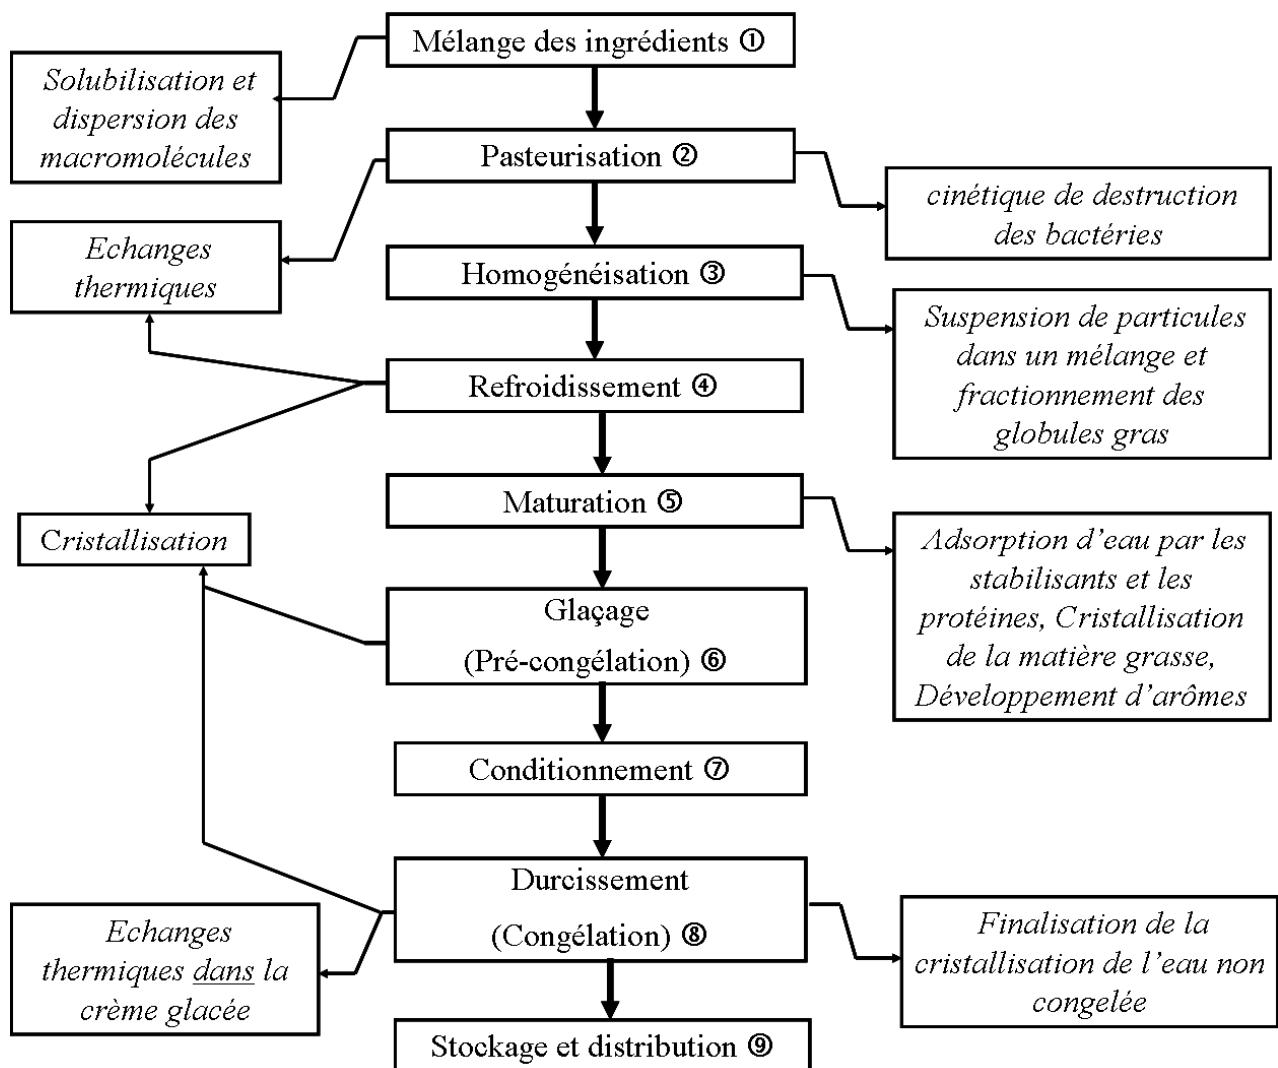 Mélange des ingrédients ①
Solubilisation et
dispersion des
macromolécules
Pasteurisation ②
cinétique de destruction
des bactéries
Echanges
thermiques
Homogénéisation ③
Suspension de particules
dans un mélange et
fractionnement des
globules gras
Refroidissement ④
Maturation ⑤
Cristallisation
Adsorption d’eau par les
stabilisants et les
protéines, Cristallisation
de la matière grasse,
Développement d’arômes
Glaçage
(Pré-congélation) ⑥
Conditionnement ⑦
Durcissement
(Congélation) ⑧
Echanges
thermiques dans la
crème glacée
Finalisation de la
cristallisation de l’eau non
congelée
Stockage et distribution ⑨